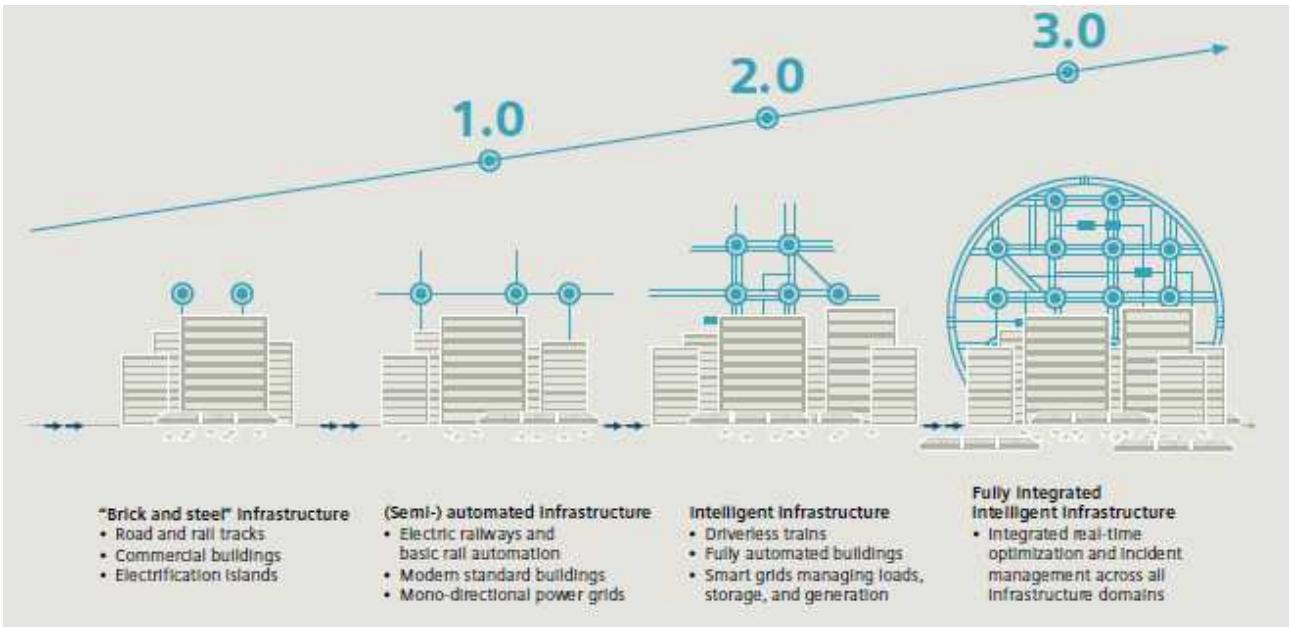 1.0
2.0
3.0
"Brick and steel" infrastructure
• Road and rail tracks
• Commercial buildings
• Electrification islands
(Semi-) automated infrastructure
• Electric railways and
basic rail automation
• Modern standard buildings
• Mono-directional power grids
Intelligent infrastructure
• Driverless trains
• Fully automated buildings
• Smart grids managing loads,
storage, and generation
Fully integrated
intelligent infrastructure
• Integrated real-time
optimization and incident
management across all
infrastructure domains